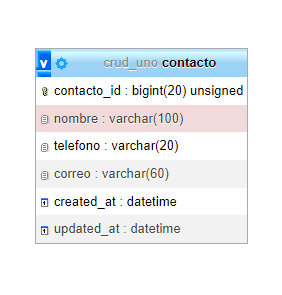 v crud_uno contacto
contacto_id : bigint(20) unsigned
nombre : varchar(100)
telefono : varchar(20)
correo : varchar(60)
created_at : datetime
updated_at : datetime